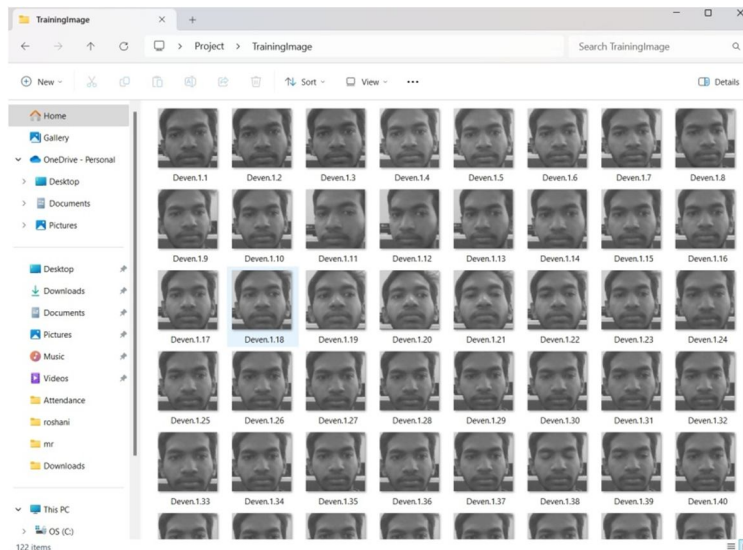 TrainingImage
Project > TrainingImage
Search TrainingImage
New
Sort
View
Details
Home
Gallery
OneDrive - Personal
Desktop
Documents
Pictures
Desktop
Downloads
Documents
Pictures
Music
Videos
Attendance
roshani
mr
Downloads
This PC
OS (C:)
Deven.1.1 Deven.1.2 Deven.1.3 Deven.1.4 Deven.1.5 Deven.1.6 Deven.1.7 Deven.1.8
Deven.1.9 Deven.1.10 Deven.1.11 Deven.1.12 Deven.1.13 Deven.1.14 Deven.1.15 Deven.1.16
Deven.1.17 Deven.1.18 Deven.1.19 Deven.1.20 Deven.1.21 Deven.1.22 Deven.1.23 Deven.1.24
Deven.1.25 Deven.1.26 Deven.1.27 Deven.1.28 Deven.1.29 Deven.1.30 Deven.1.31 Deven.1.32
Deven.1.33 Deven.1.34 Deven.1.35 Deven.1.36 Deven.1.37 Deven.1.38 Deven.1.39 Deven.1.40
122 items